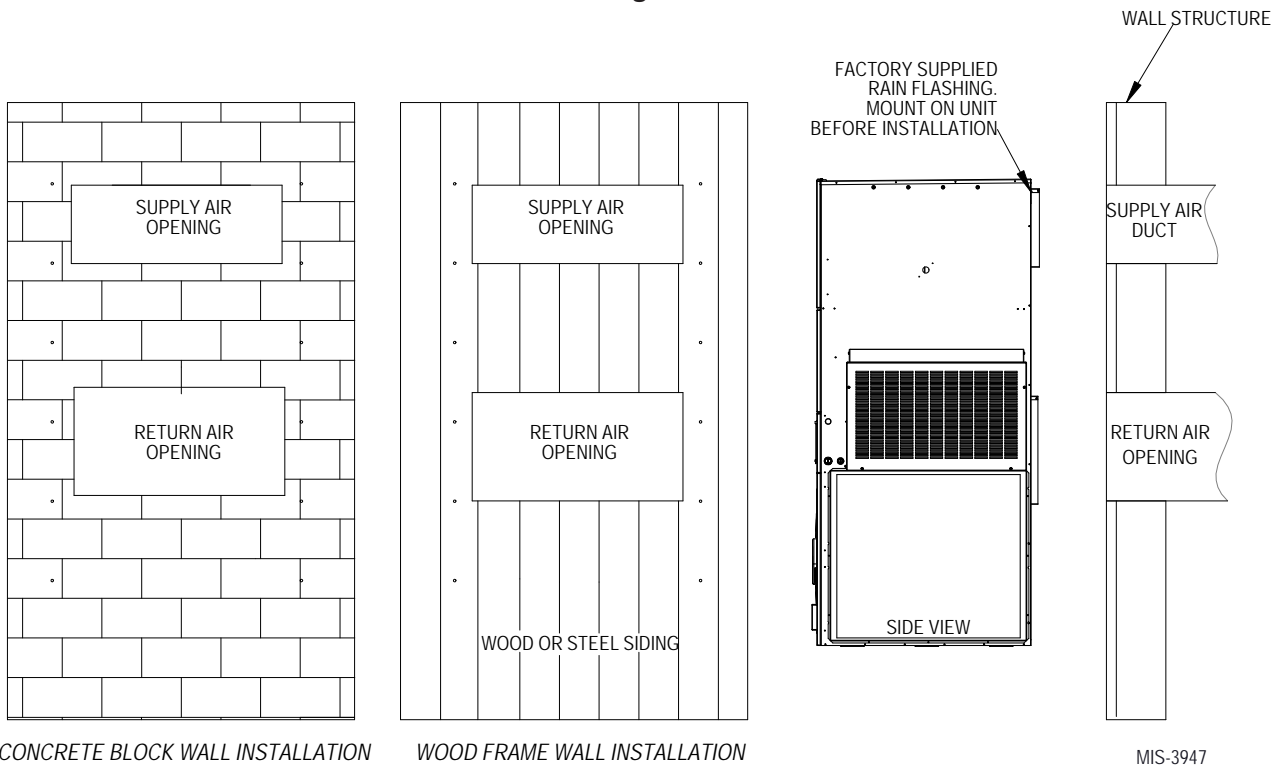 WALL STRUCTURE
FACTORY SUPPLIED
RAIN FLASHING.
MOUNT ON UNIT
BEFORE INSTALLATION
SUPPLY AIR
OPENING
RETURN AIR
OPENING
SUPPLY AIR
OPENING
RETURN AIR
OPENING
WOOD OR STEEL SIDING
SIDE VIEW
SUPPLY AIR
DUCT
RETURN AIR
OPENING
CONCRETE BLOCK WALL INSTALLATION
WOOD FRAME WALL INSTALLATION
MIS-3947